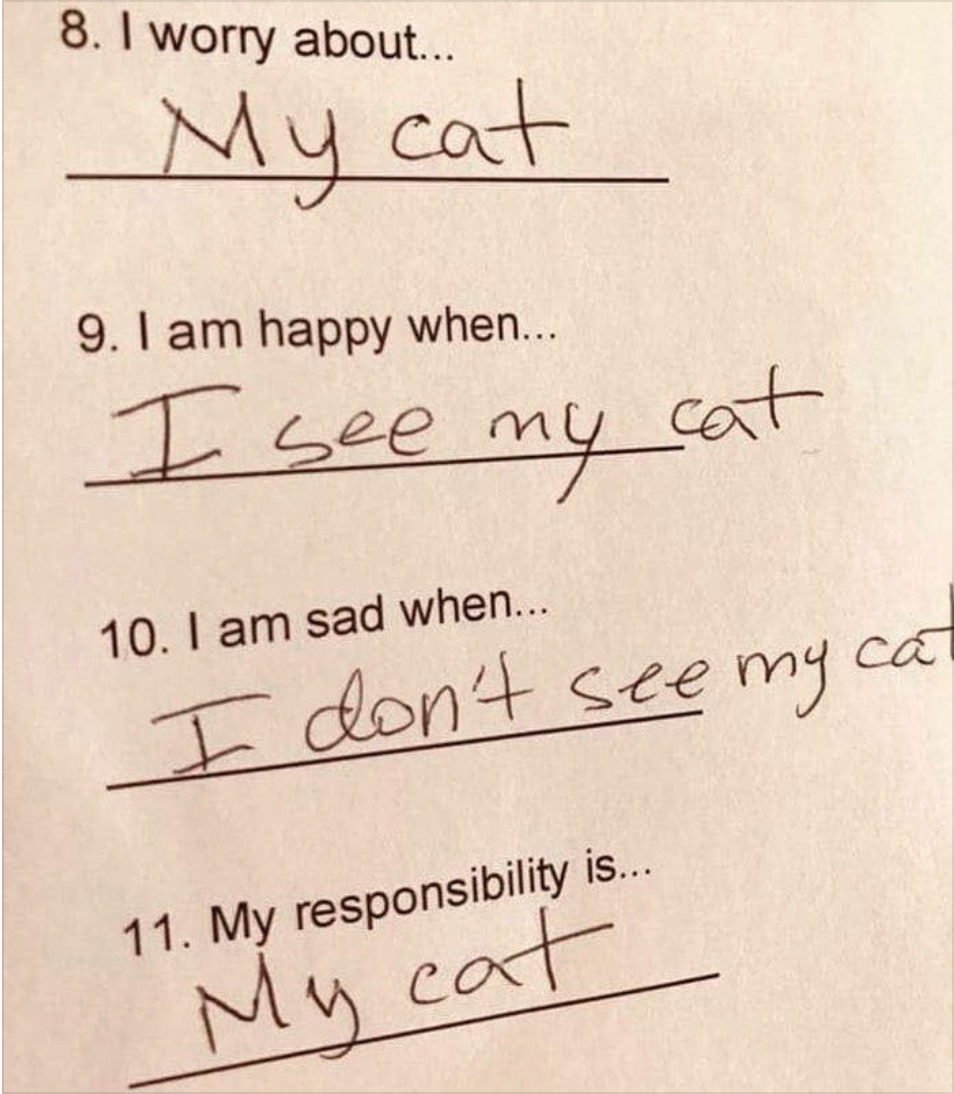 8. I worry about...
My cat
9. I am happy when...
I see my cat
10. I am sad when...
I don't see my cat
11. My responsibility is...
My cat